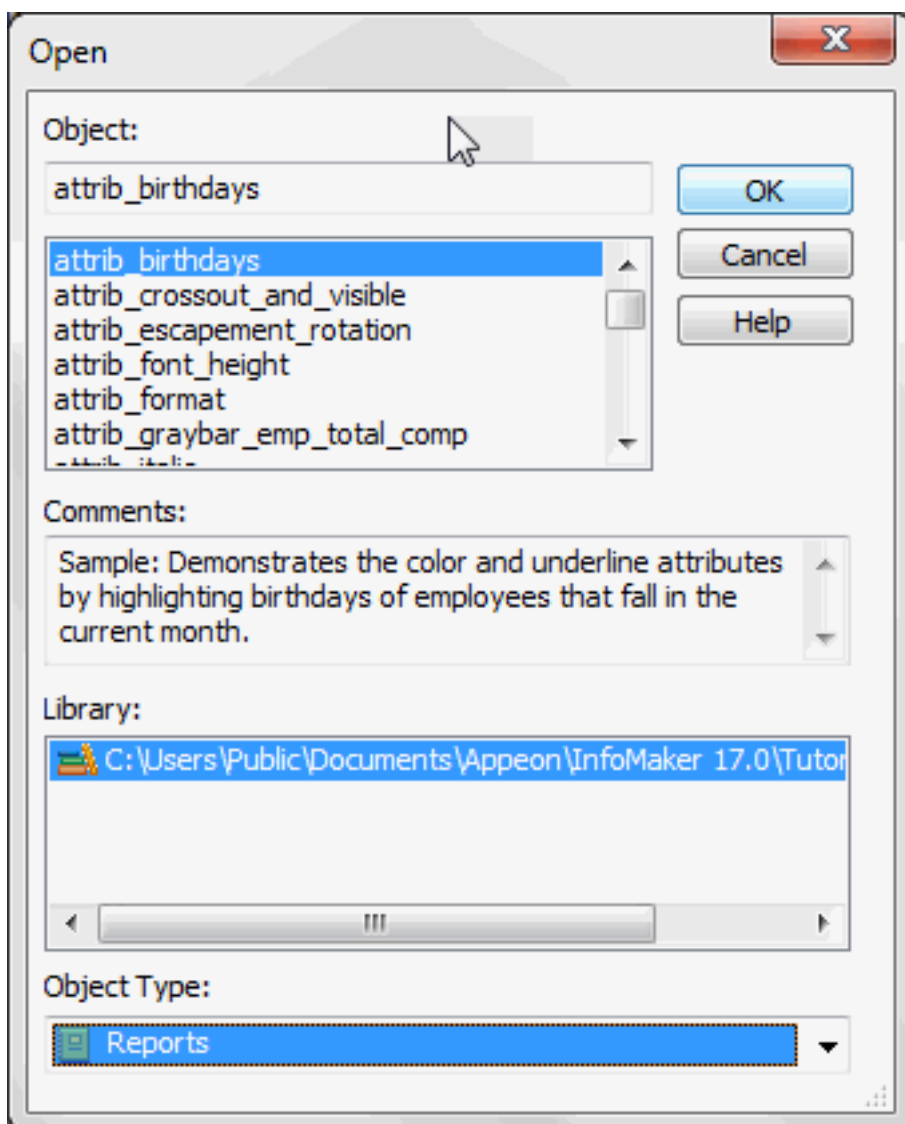 Open
Object:
attrib_birthdays
OK
attrib_birthdays
Cancel
attrib_crossout_and_visible
attrib_escapement_rotation
Help
attrib_font_height
attrib_format
attrib_graybar_emp_total_comp
Comments:
Sample: Demonstrates the color and underline attributes
by highlighting birthdays of employees that fall in the
current month.
Library:
C:\Users\Public\Documents\Appeon\InfoMaker 17.0\Tutor
Object Type:
Reports